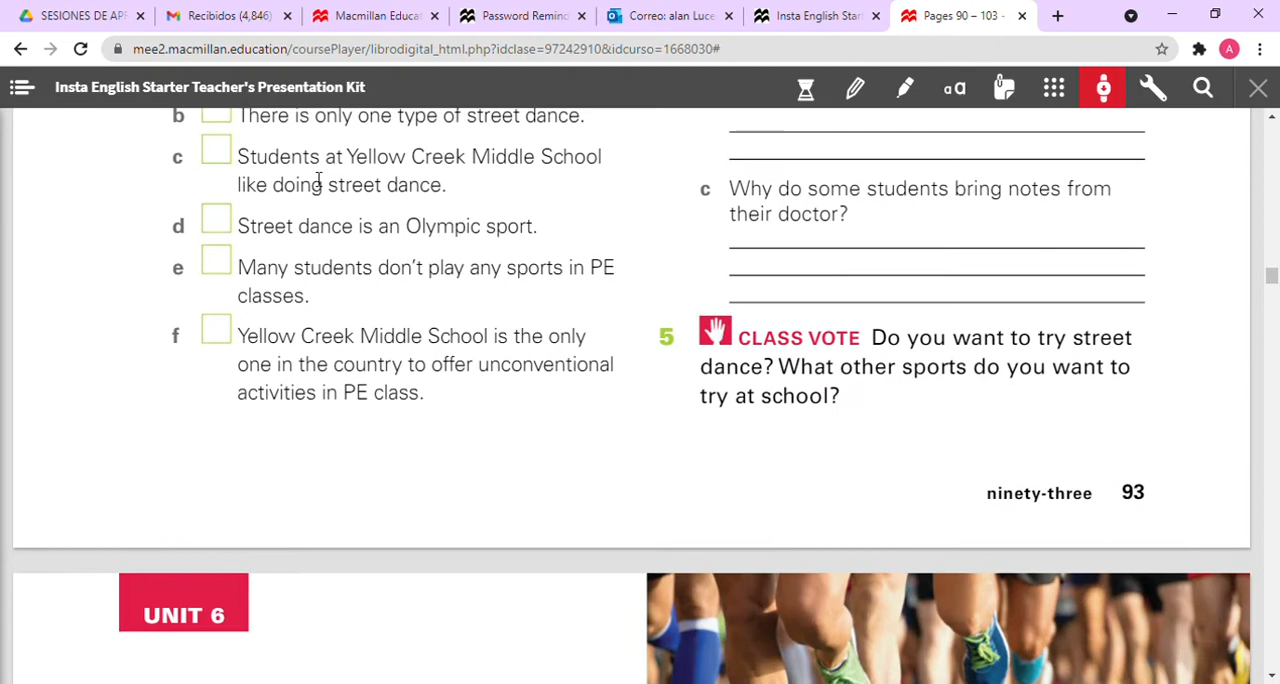 SESIONES DE AP
Recibidos (4,846)
Macmillan Educat
Password Remind
Correo: alan Luce
Insta English Star
Pages 90 – 103 -
mee2.macmillan.education/coursePlayer/librodigital_html.php?idclase=97242910&idcurso=1668030#
A
Insta English Starter Teacher's Presentation Kit
aa
b There is only one type of street dance.
c Students at Yellow Creek Middle School
like doing street dance.
d Street dance is an Olympic sport.
e Many students don't play any sports in PE
classes.
f Yellow Creek Middle School is the only
one in the country to offer unconventional
activities in PE class.
c Why do some students bring notes from
their doctor?
5 CLASS VOTE Do you want to try street
dance? What other sports do you want to
try at school?
ninety-three 93
UNIT 6